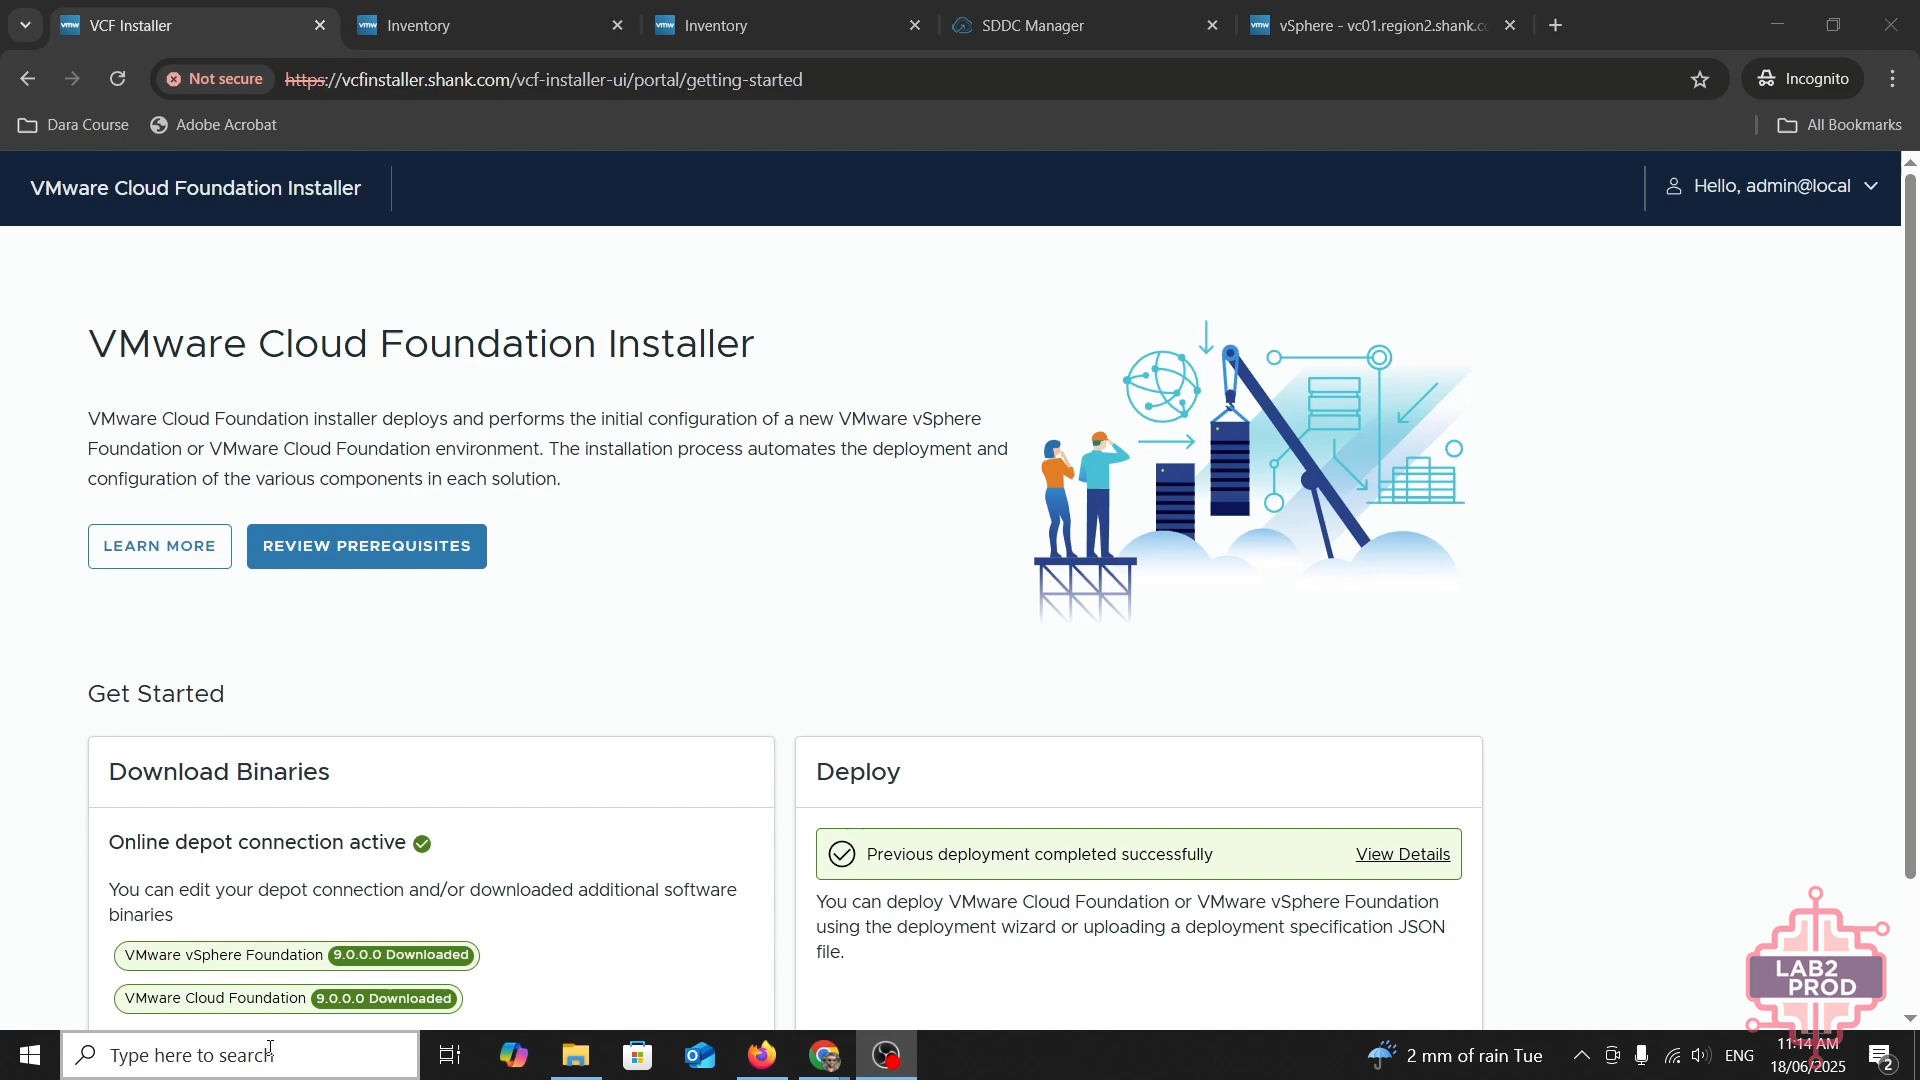 VCF Installer
Inventory
Inventory
SDDC Manager
vSphere - vc01.region2.shank.co
Not secure
https://vcfinstaller.shank.com/vcf-installer-ui/portal/getting-started
Incognito
Dara Course
Adobe Acrobat
All Bookmarks
VMware Cloud Foundation Installer
Hello, admin@local
VMware Cloud Foundation Installer
VMware Cloud Foundation installer deploys and performs the initial configuration of a new VMware vSphere
Foundation or VMware Cloud Foundation environment. The installation process automates the deployment and
configuration of the various components in each solution.
LEARN MORE
REVIEW PREREQUISITES
Get Started
Download Binaries
Online depot connection active
You can edit your depot connection and/or downloaded additional software
binaries
VMware vSphere Foundation 9.0.0.0 Downloaded
VMware Cloud Foundation 9.0.0.0 Downloaded
Deploy
Previous deployment completed successfully
View Details
You can deploy VMware Cloud Foundation or VMware vSphere Foundation
using the deployment wizard or uploading a deployment specification JSON
file.
LAB2
PROD
Type here to search
2 mm of rain Tue
ENG
11:14 AM
18/06/2025
2